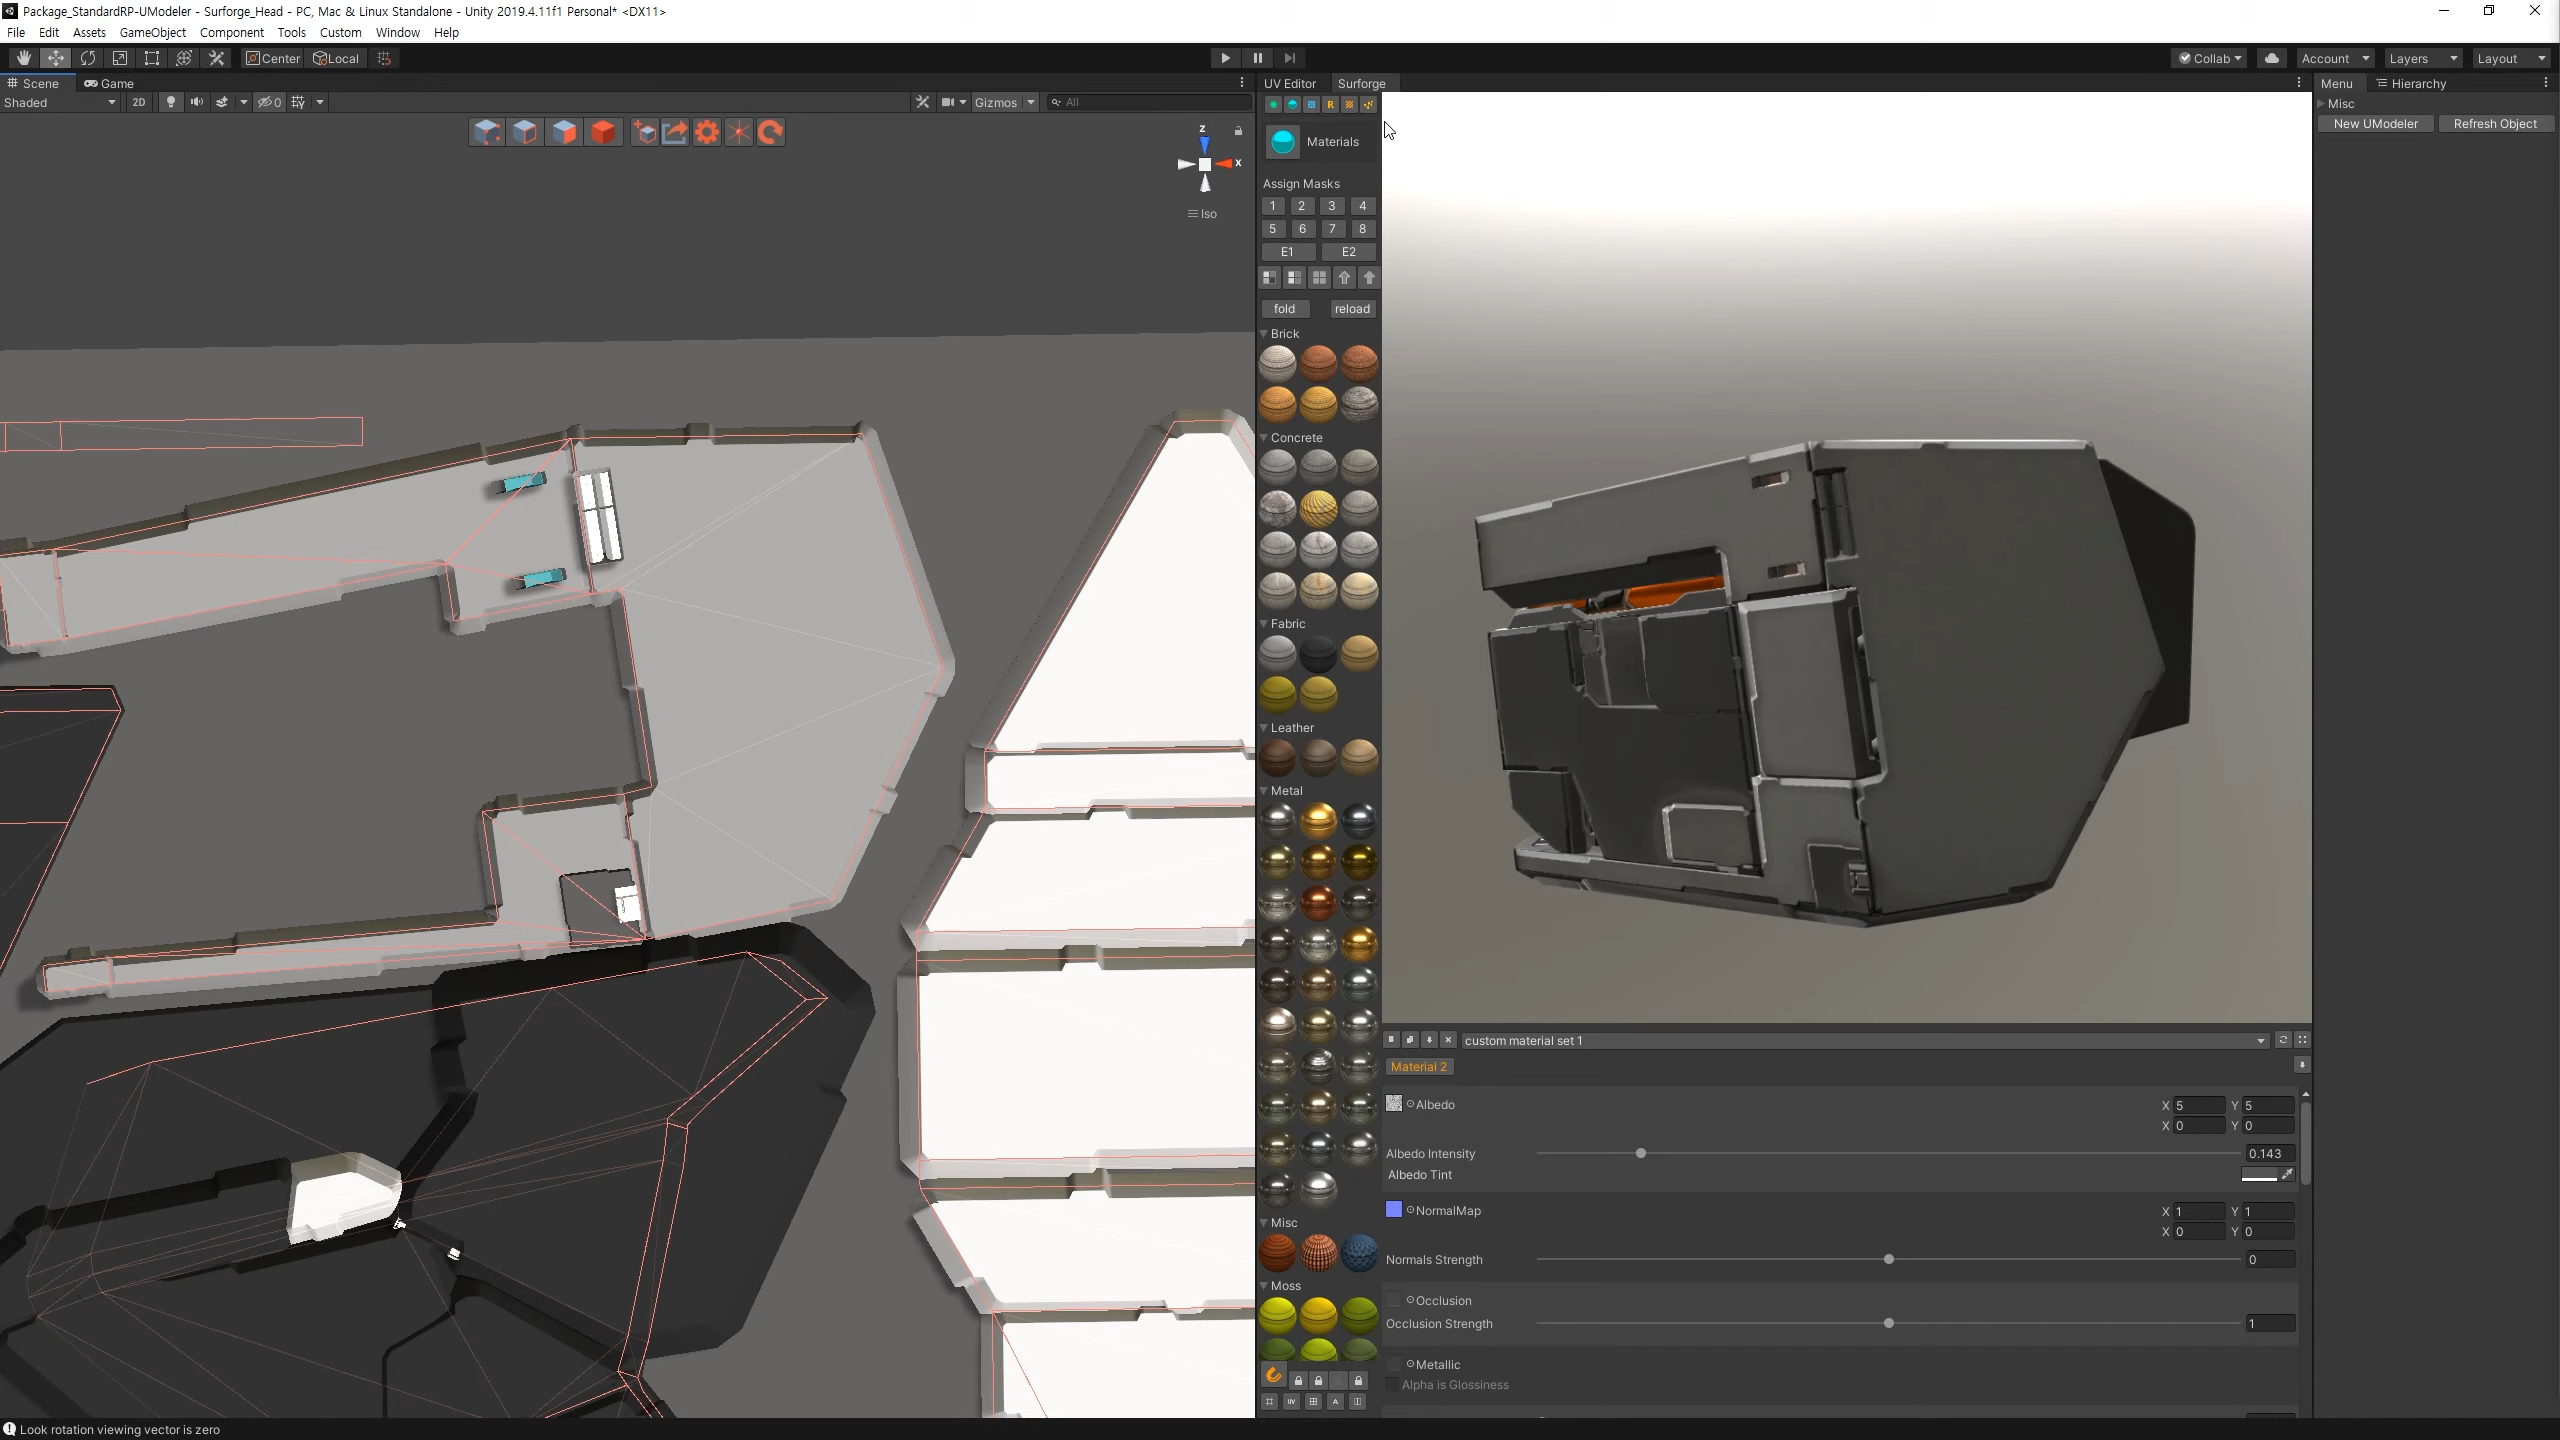 Package_StandardRP-UModeler - Surforge_Head - PC, Mac & Linux Standalone - Unity 2019.4.11f1 Personal* <DX11>
File Edit Assets GameObject Component Tools Custom Window Help
Center Local
Collab Account Layers Layout
Scene Game
UV Editor Surforge
Menu Hierarchy
Shaded 2D 0 Gizmos All
Misc
New UModeler Refresh Object
Materials
z
x
Iso
Assign Masks
1 2 3 4
5 6 7 8
E1 E2
fold reload
Brick
Concrete
Fabric
Leather
Metal
Misc
Moss
R
UV A
custom material set 1
Material 2
Albedo X 5 Y 5
X 0 Y 0
Albedo Intensity 0.143
Albedo Tint
NormalMap X 1 Y 1
X 0 Y 0
Normals Strength 0
Occlusion
Occlusion Strength 1
Metallic
Alpha is Glossiness
Look rotation viewing vector is zero